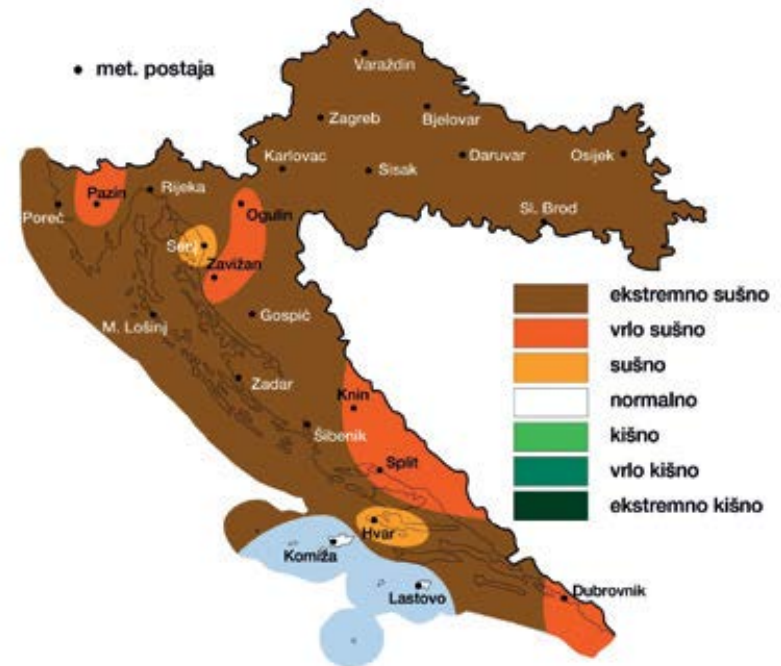 met. postaja
Varaždin
Zagreb
Bjelovar
Karlovac
Sisak
Daruvar
Osijek
Sl. Brod
Pazin
Rijeka
Poreč
Ogulin
Senj
Zavižan
M. Lošinj
Gospić
Zadar
Knin
Šibenik
Split
Hvar
Komiža
Lastovo
Dubrovnik
ekstremno sušno
vrlo sušno
sušno
normalno
kišno
vrlo kišno
ekstremno kišno